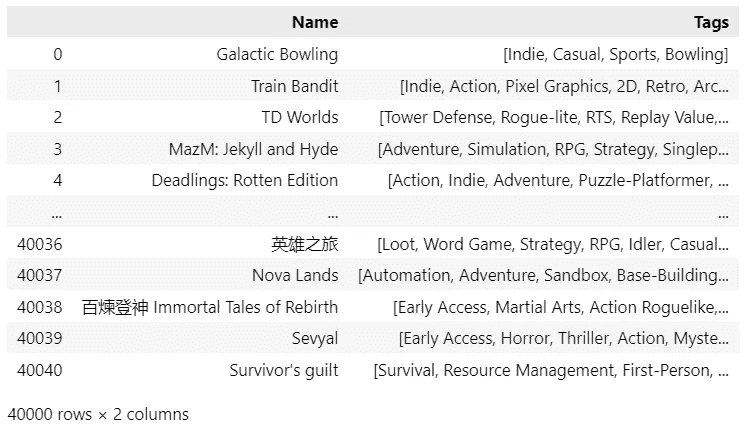 Name Tags
0 Galactic Bowling [Indie, Casual, Sports, Bowling]
1 Train Bandit [Indie, Action, Pixel Graphics, 2D, Retro, Arc...
2 TD Worlds [Tower Defense, Rogue-lite, RTS, Replay Value,...
3 MazM: Jekyll and Hyde [Adventure, Simulation, RPG, Strategy, Singlep...
4 Deadlings: Rotten Edition [Action, Indie, Adventure, Puzzle-Platformer, ...
... ... ...
40036 英雄之旅 [Loot, Word Game, Strategy, RPG, Idler, Casual...
40037 Nova Lands [Automation, Adventure, Sandbox, Base-Building...
40038 百煉登神 Immortal Tales of Rebirth [Early Access, Martial Arts, Action Roguelike,...
40039 Sevyal [Early Access, Horror, Thriller, Action, Myste...
40040 Survivor's guilt [Survival, Resource Management, First-Person, ...
40000 rows × 2 columns